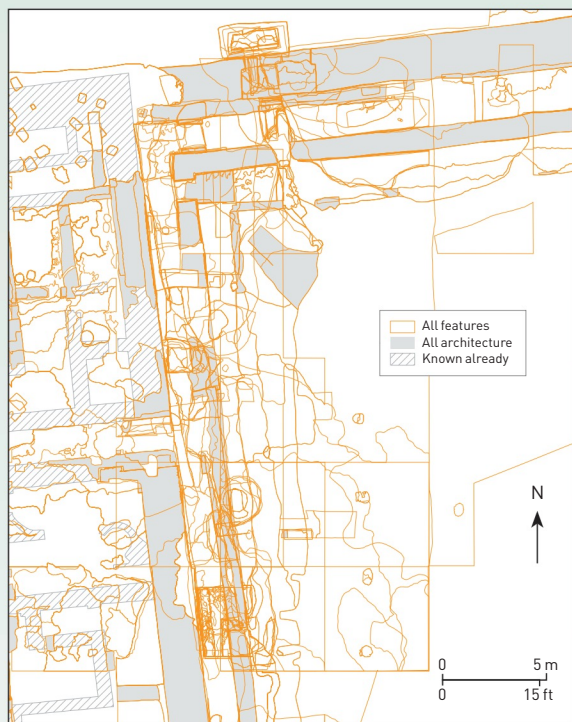 All features
All architecture
Known already
N
0 5 m
0 15 ft